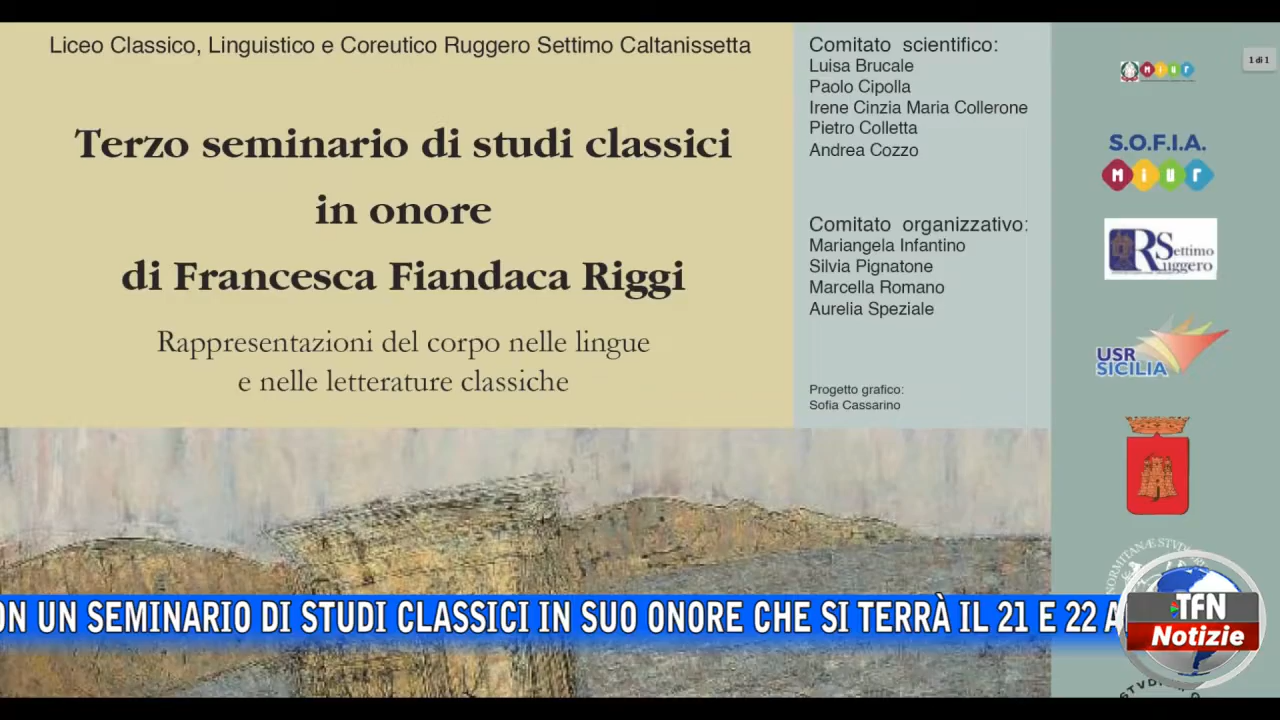 Liceo Classico, Linguistico e Coreutico Ruggero Settimo Caltanissetta
Terzo seminario di studi classici
in onore
di Francesca Fiandaca Riggi
Rappresentazioni del corpo nelle lingue
e nelle letterature classiche
Comitato scientifico:
Luisa Brucale
Paolo Cipolla
Irene Cinzia Maria Collerone
Pietro Colletta
Andrea Cozzo
Comitato organizzativo:
Mariangela Infantino
Silvia Pignatone
Marcella Romano
Aurelia Speziale
Progetto grafico:
Sofia Cassarino
1 di 1
MIUr
S.O.F.I.A.
MIUr
RSettimo
Ruggero
USR
SICILIA
UN SEMINARIO DI STUDI CLASSICI IN SUO ONORE CHE SI TERRÀ IL 21 E 22
TFN
Notizie